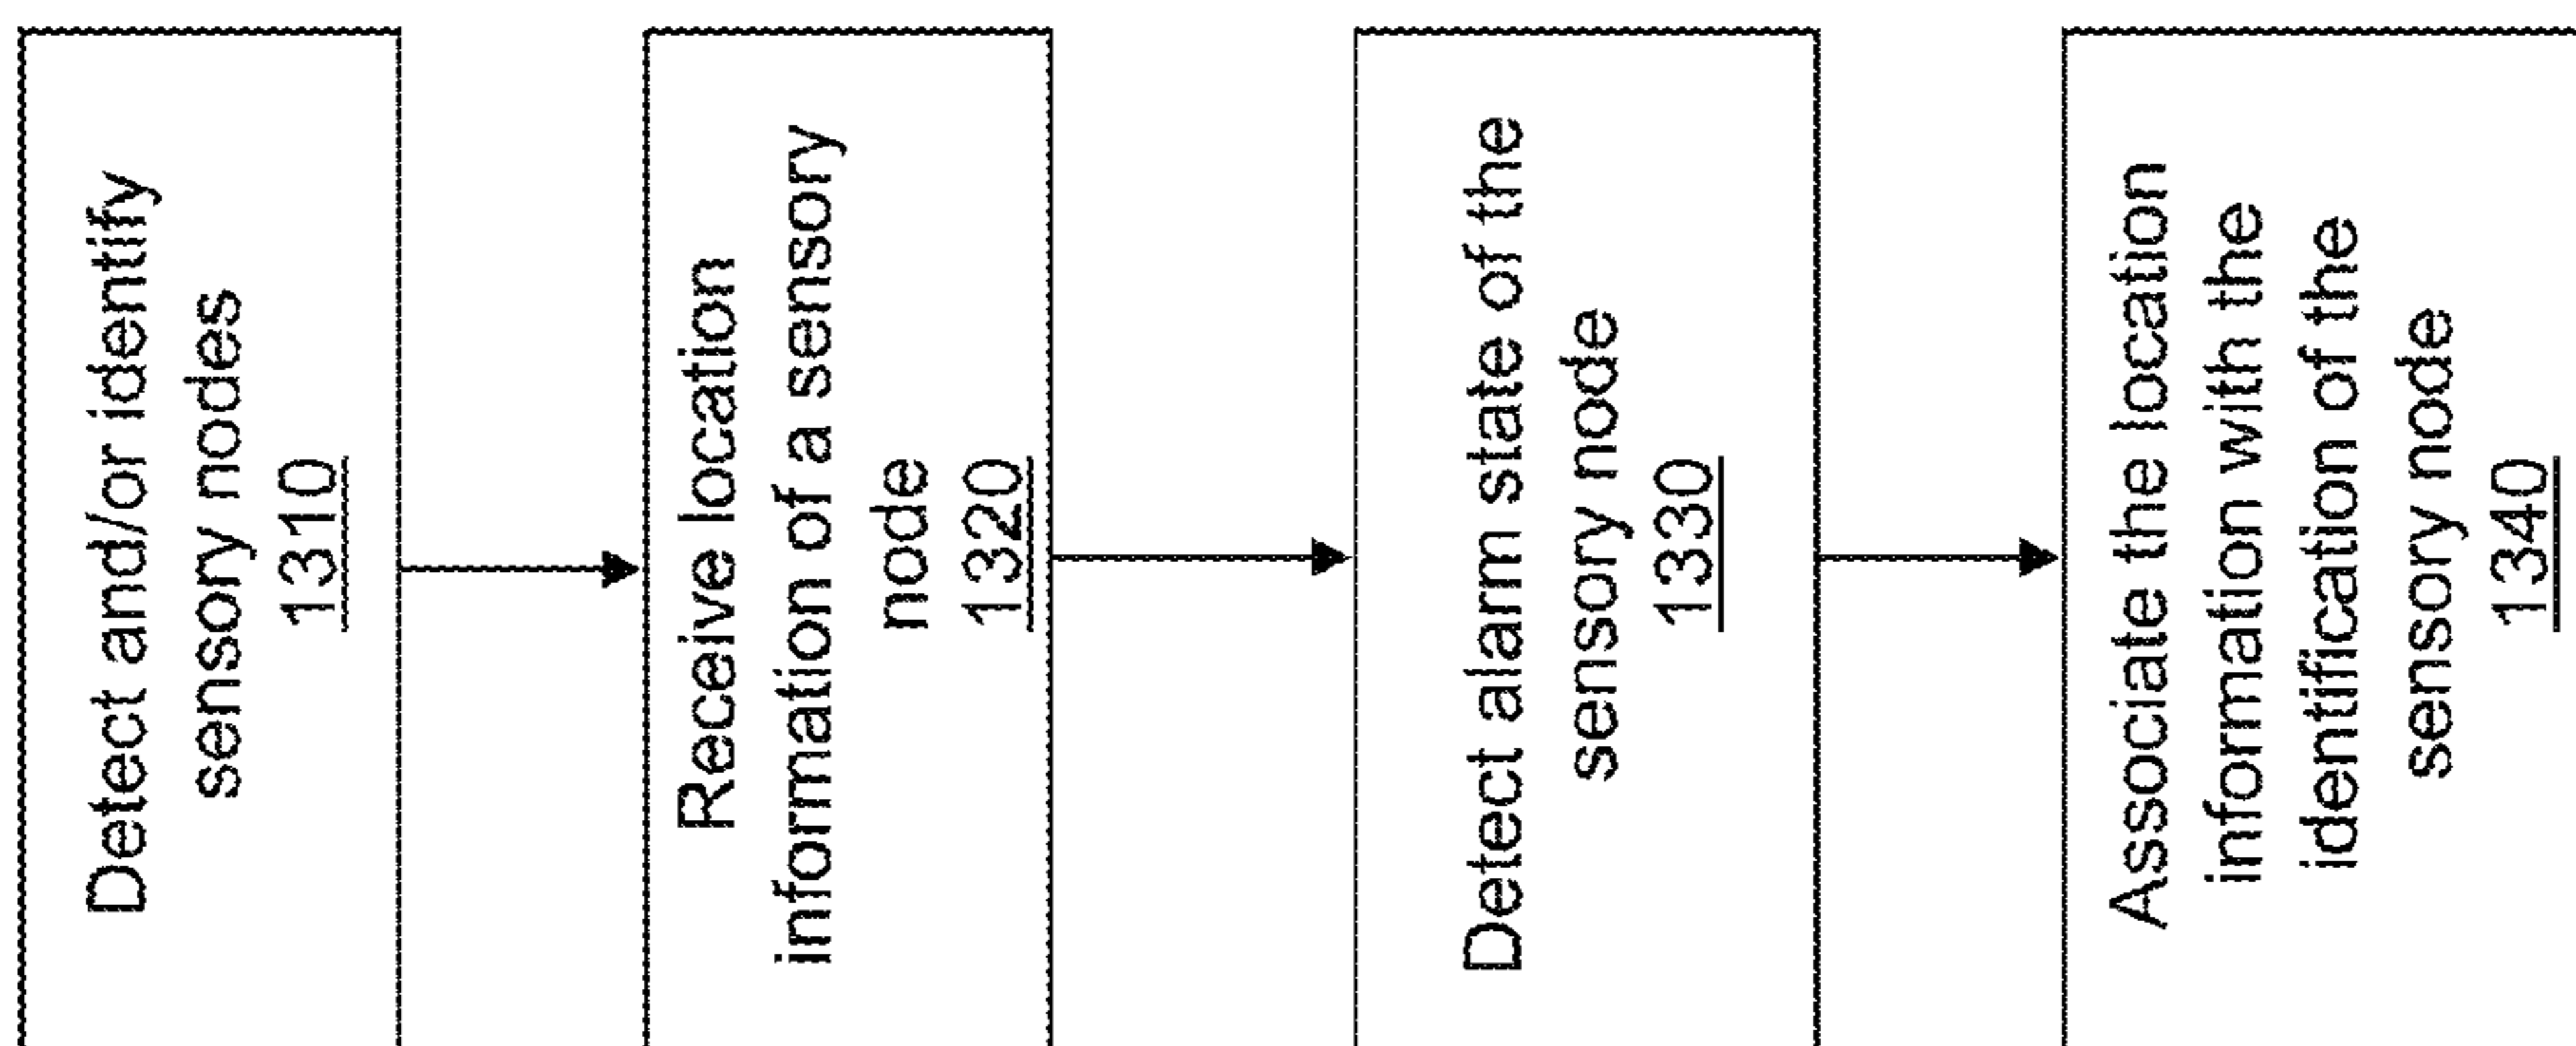 Detect and/or identify
sensory nodes
1310
Receive location
information of a sensory
node
1320
Detect alarm state of the
sensory node
1330
Associate the location
information with the
identification of the
sensory node
1340